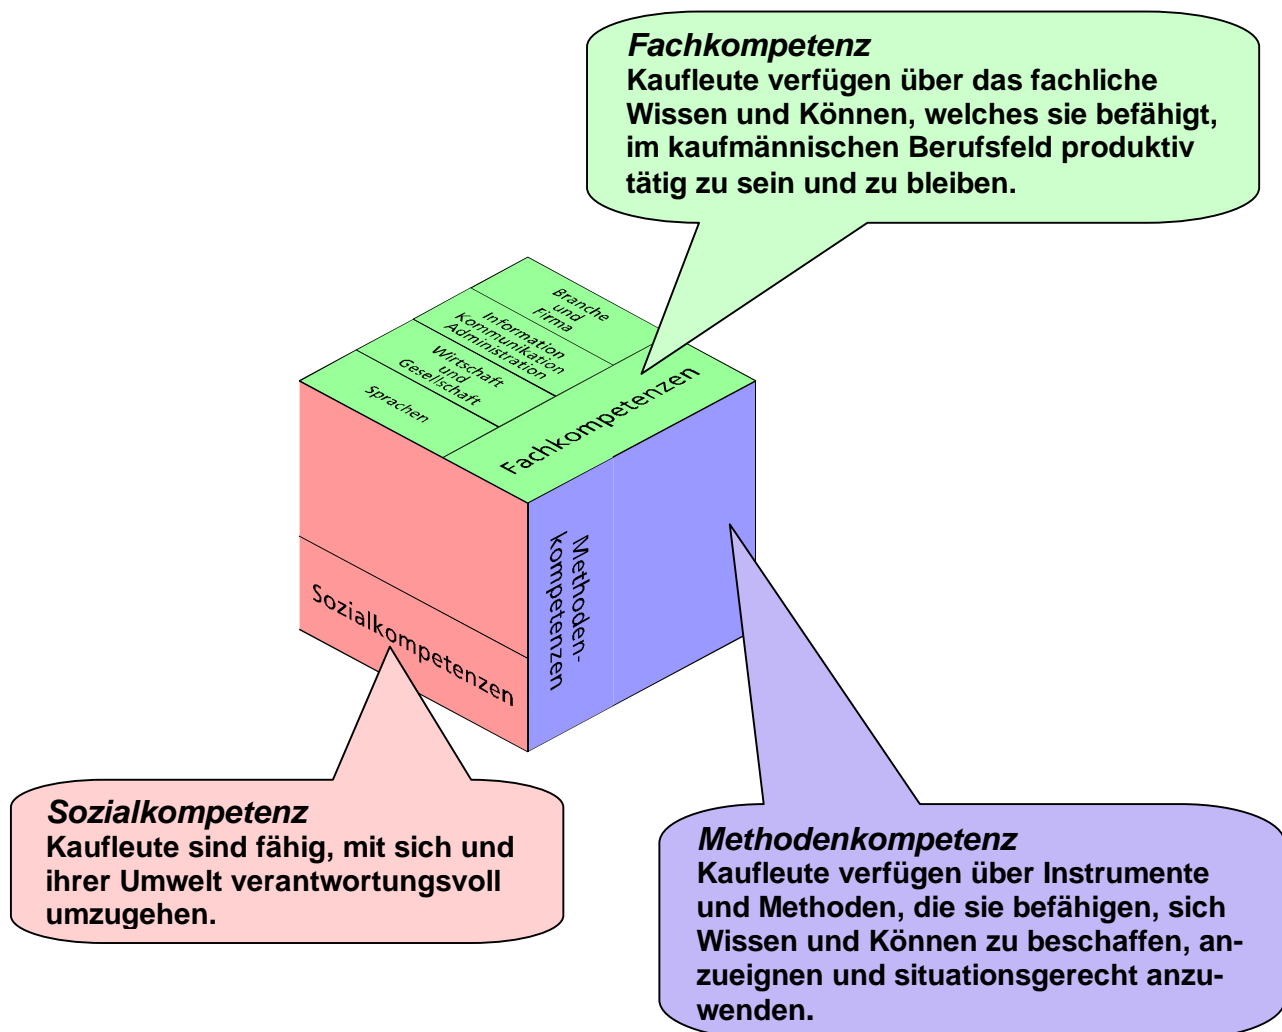 Fachkompetenz
Kaufleute verfügen über das fachliche
Wissen und Können, welches sie befähigt,
im kaufmännischen Berufsfeld produktiv
tätig zu sein und zu bleiben.
Branche
und
Firma
Information
Kommunikation
Administration
Wirtschaft
und
Gesellschaft
Sprachen
Fachkompetenzen
Methoden-
kompetenzen
Sozialkompetenzen
Sozialkompetenz
Kaufleute sind fähig, mit sich und
ihrer Umwelt verantwortungsvoll
umzugehen.
Methodenkompetenz
Kaufleute verfügen über Instrumente
und Methoden, die sie befähigen, sich
Wissen und Können zu beschaffen, an-
zueignen und situationsgerecht anzu-
wenden.